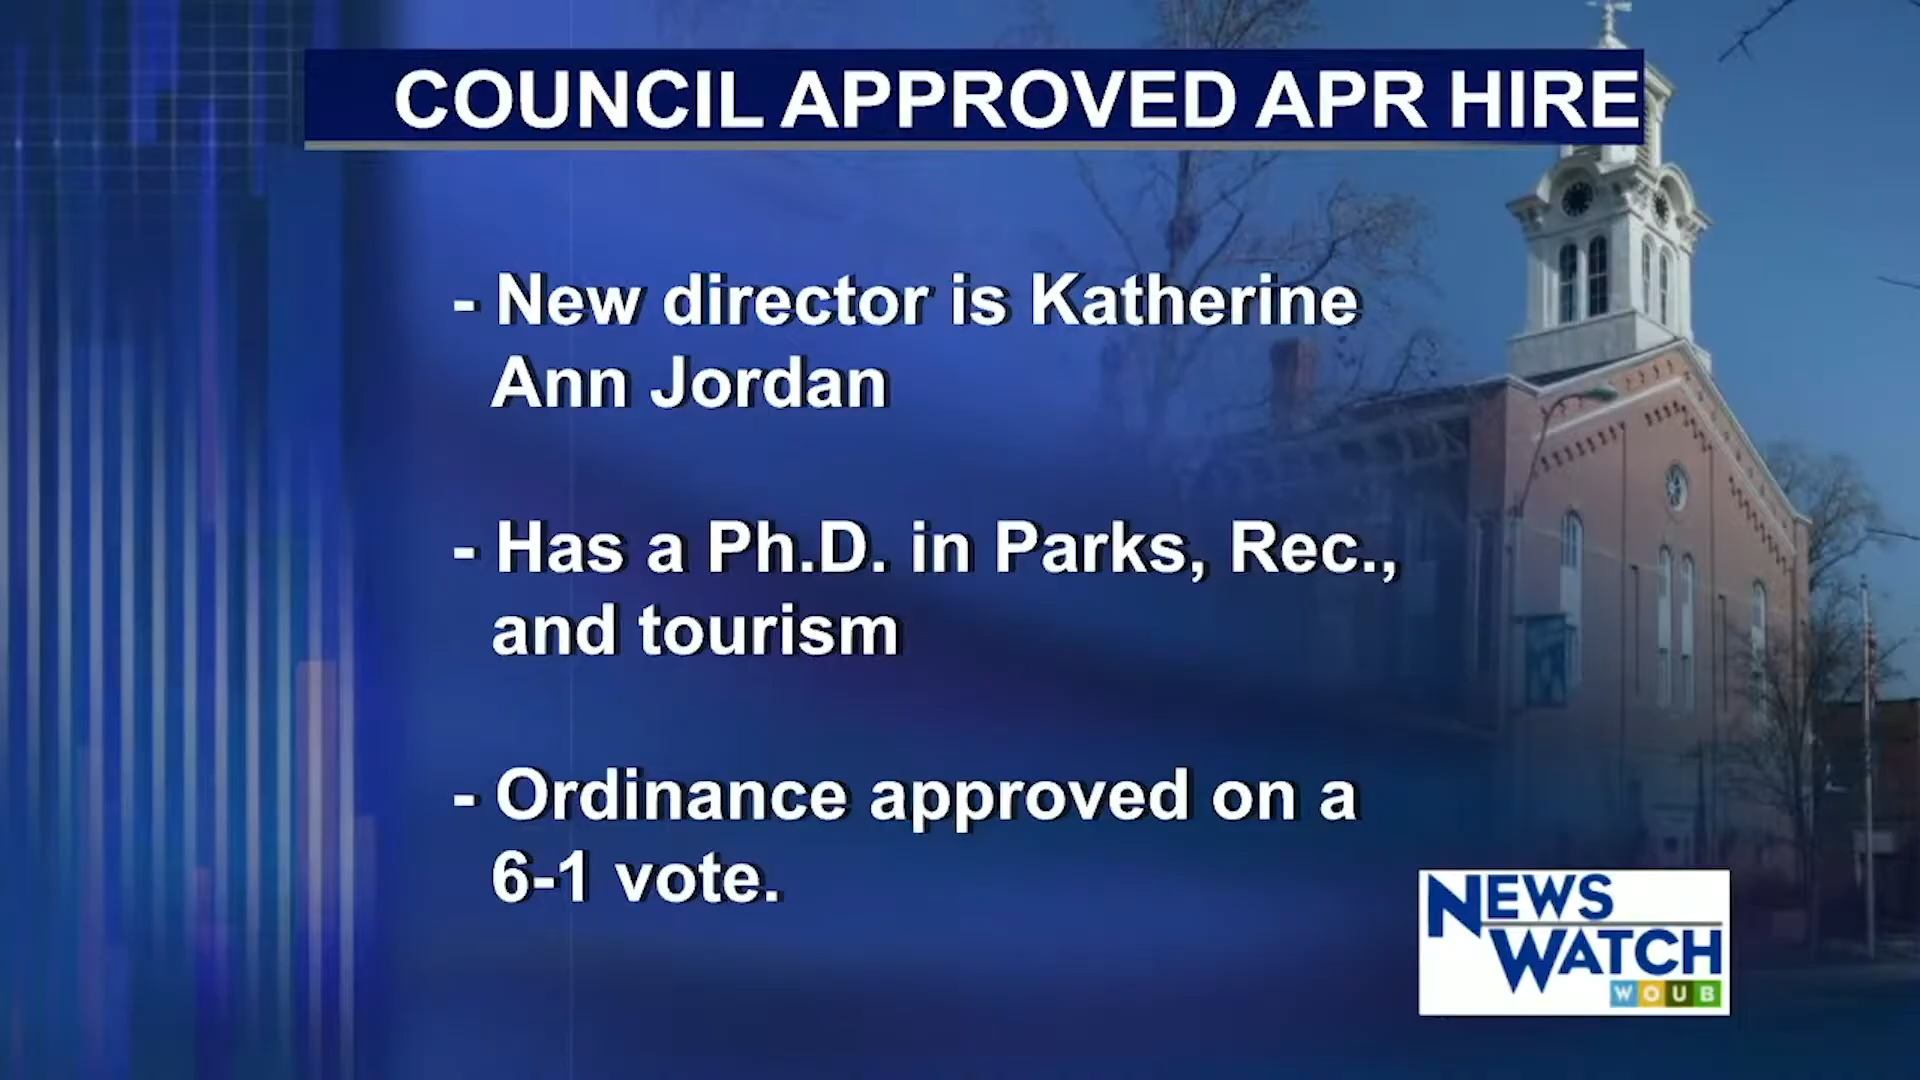 COUNCIL APPROVED APR HIRE
- New director is Katherine
Ann Jordan
- Has a Ph.D. in Parks, Rec.,
and tourism
- Ordinance approved on a
6-1 vote.
NEWS
WATCH
WOUB